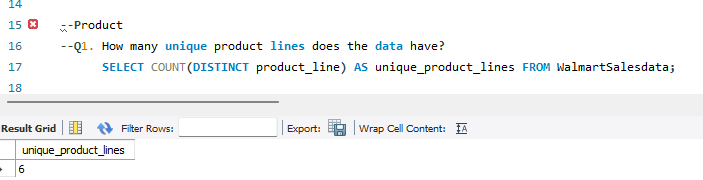 14
15 --Product
16 --Q1. How many unique product lines does the data have?
17 SELECT COUNT(DISTINCT product_line) AS unique_product_lines FROM WalmartSalesdata;
18
Result Grid Filter Rows: Export: Wrap Cell Content:
unique_product_lines
6